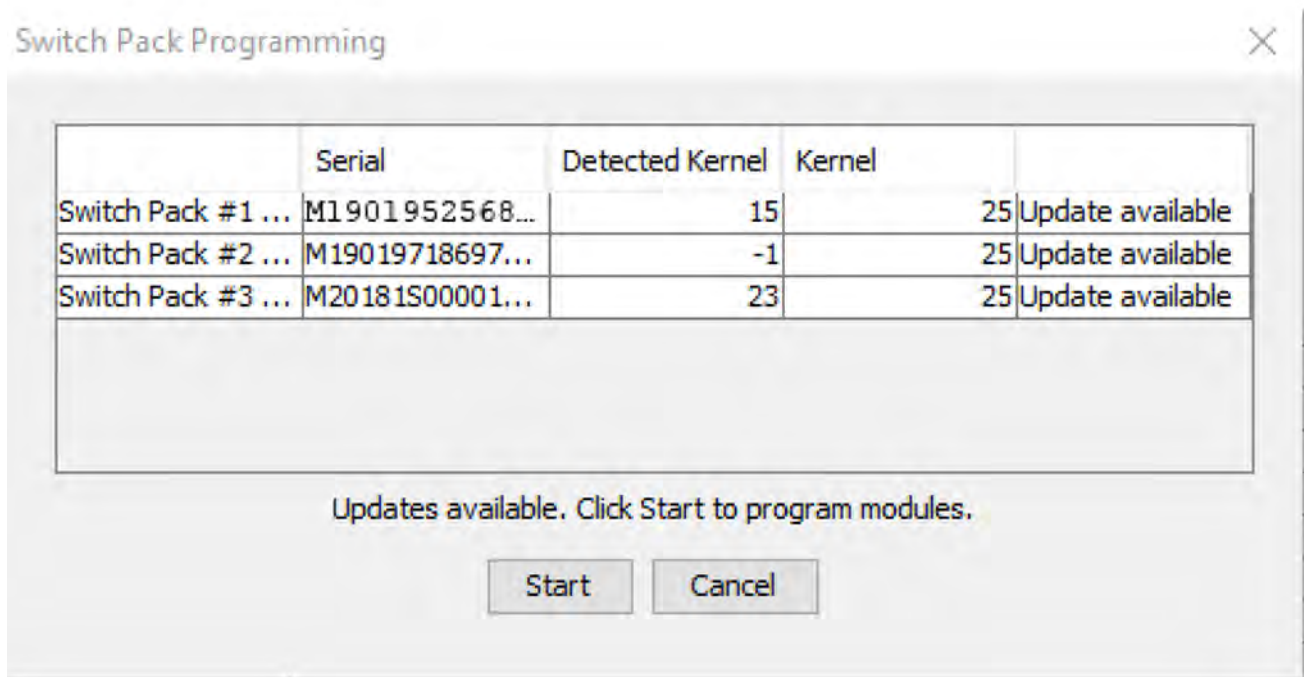 Switch Pack Programming
Serial Detected Kernel Kernel
Switch Pack #1 ... M1901952568... 15 25 Update available
Switch Pack #2 ... M19019718697... -1 25 Update available
Switch Pack #3 ... M20181S00001... 23 25 Update available
Updates available. Click Start to program modules.
Start Cancel